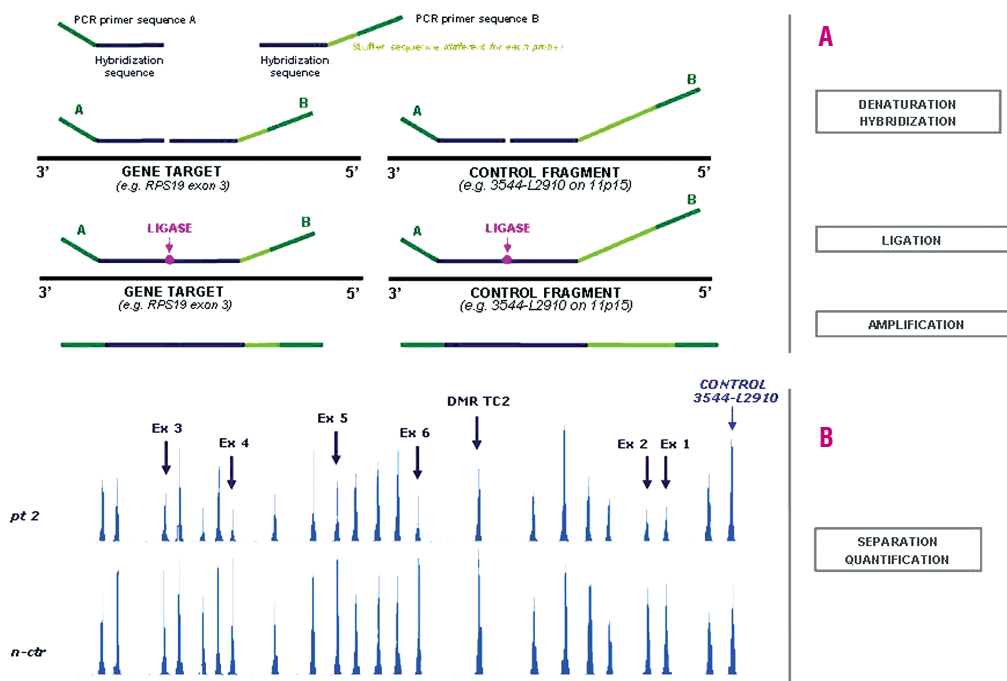 PCR primer sequence A
PCR primer sequence B
Stuffer sequence (different for each probe)
Hybridization
sequence
Hybridization
sequence
A
DENATURATION
HYBRIDIZATION
A
B
A
B
3'
GENE TARGET
5'
(e.g. RPS19 exon 3)
3'
CONTROL FRAGMENT
5'
(e.g. 3544-L2910 on 11p15)
A
LIGASE
B
A
LIGASE
B
LIGATION
3'
GENE TARGET
5'
(e.g. RPS19 exon 3)
3'
CONTROL FRAGMENT
5'
(e.g. 3544-L2910 on 11p15)
AMPLIFICATION
CONTROL
3544-L2910
DMR TC2
Ex 3
Ex 4
Ex 5
Ex 6
Ex 2
Ex 1
B
pt 2
SEPARATION
QUANTIFICATION
n-ctr